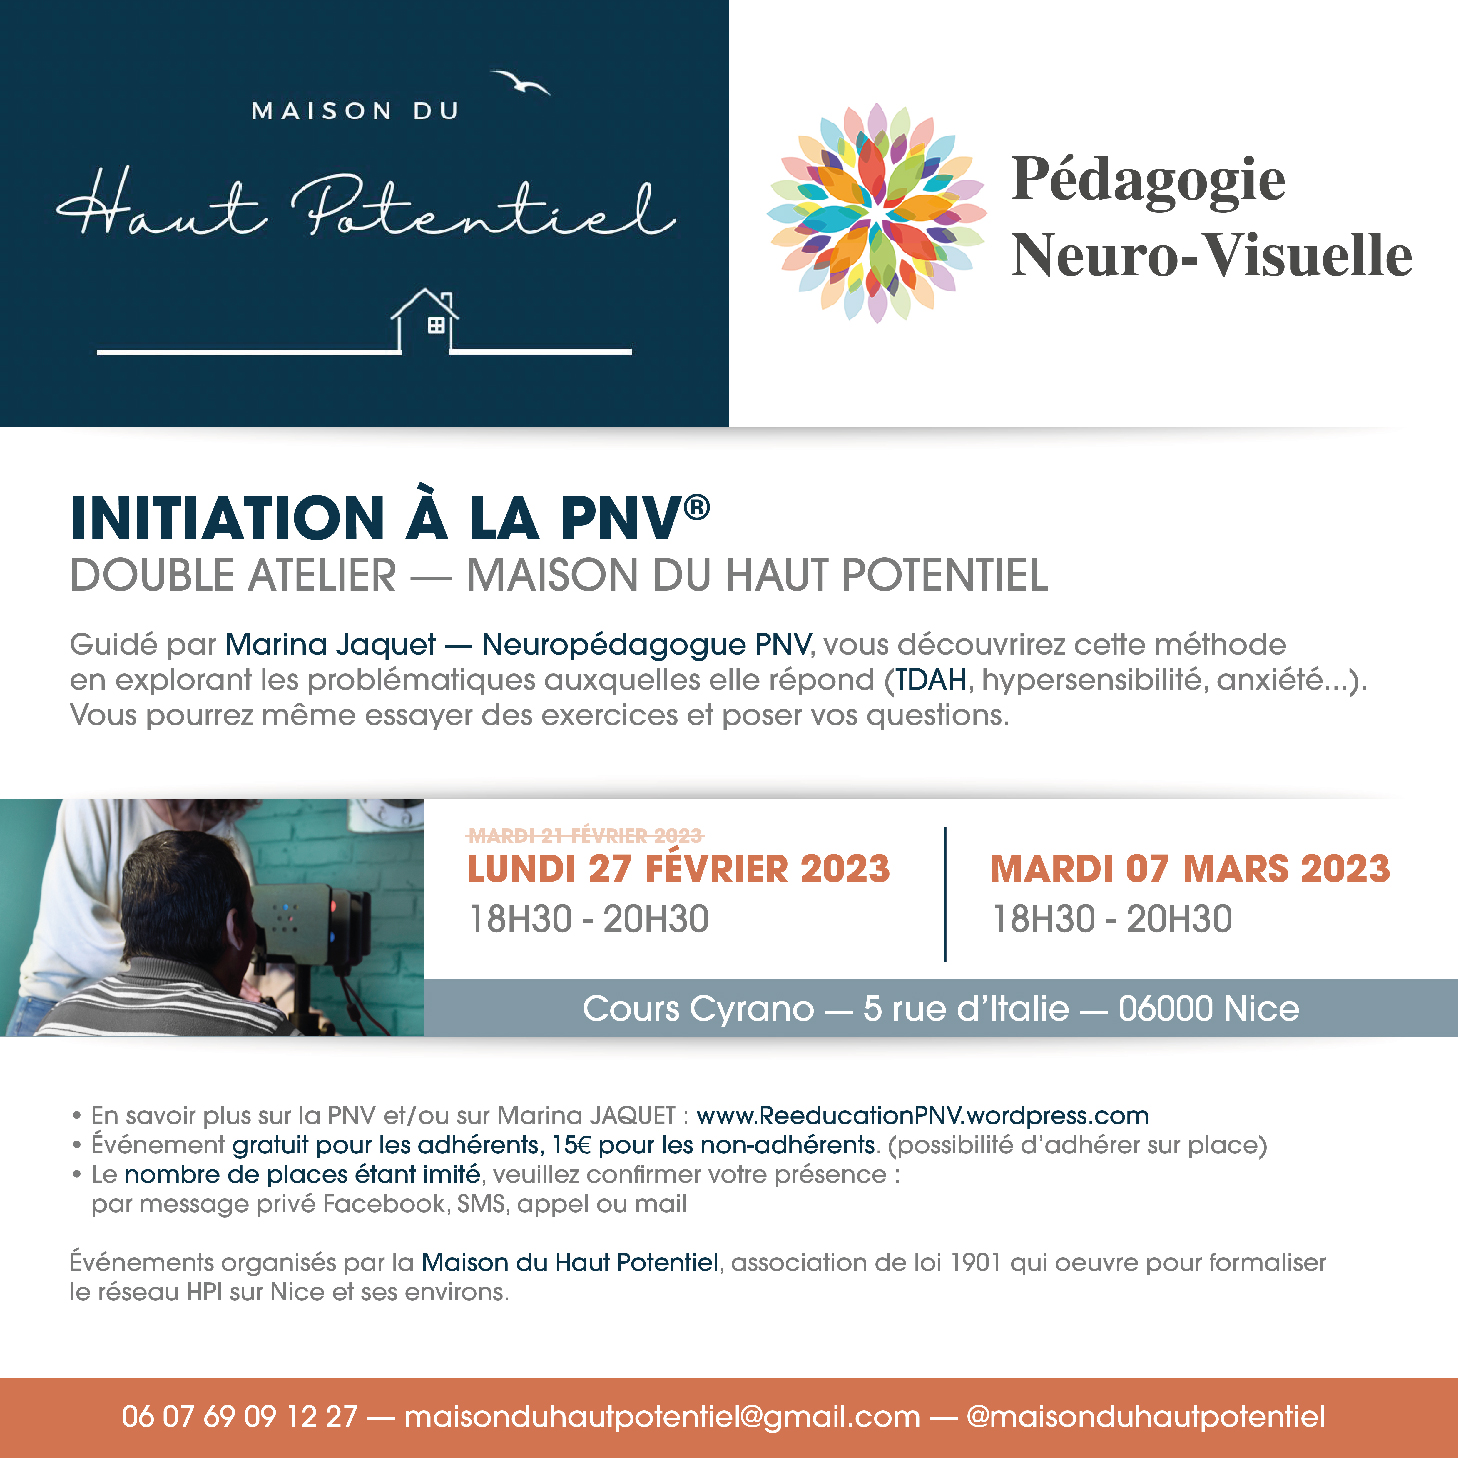 MAISON DU
Haut Potentiel
Pédagogie
Neuro-Visuelle
INITIATION À LA PNV®
DOUBLE ATELIER — MAISON DU HAUT POTENTIEL
Guidé par Marina Jaquet — Neuropédagogue PNV, vous découvrirez cette méthode
en explorant les problématiques auxquelles elle répond (TDAH, hypersensibilité, anxiété...).
Vous pourrez même essayer des exercices et poser vos questions.
MARDI 21 FÉVRIER 2023
LUNDI 27 FÉVRIER 2023
18H30 - 20H30
MARDI 07 MARS 2023
18H30 - 20H30
Cours Cyrano — 5 rue d'Italie — 06000 Nice
• En savoir plus sur la PNV et/ou sur Marina JAQUET : www.ReeducationPNV.wordpress.com
• Événement gratuit pour les adhérents, 15€ pour les non-adhérents. (possibilité d'adhérer sur place)
• Le nombre de places étant imité, veuillez confirmer votre présence :
par message privé Facebook, SMS, appel ou mail
Événements organisés par la Maison du Haut Potentiel, association de loi 1901 qui oeuvre pour formaliser
le réseau HPI sur Nice et ses environs.
06 07 69 09 12 27 — maisonduhautpotentiel@gmail.com — @maisonduhautpotentiel